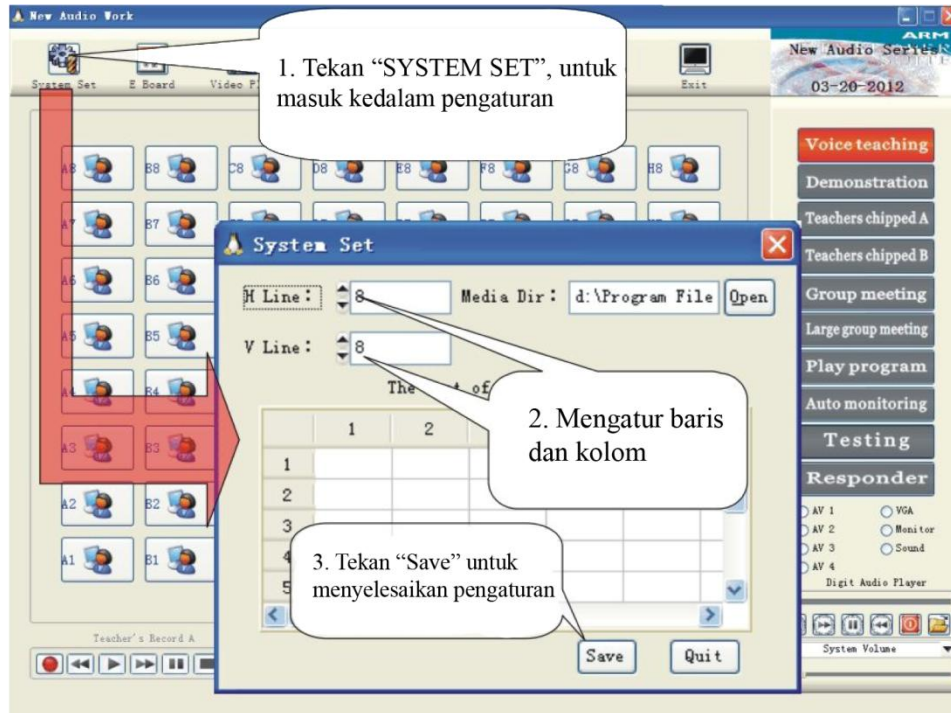 New Audio Work
ARM
New Audio Series
03-20-2012
System Set
E Board
Exit
1. Tekan “SYSTEM SET”, untuk
masuk kedalam pengaturan
A8 B8 C8 D8 E8 F8 G8 H8
A7 B7
A6 B6
A5 B5
A4 B4
A3 B3
A2 B2
A1 B1
System Set
H Line: 8
Media Dir: d:\Program File Open
V Line: 8
The of
2. Mengatur baris
dan kolom
1 2
1
2
3
4
5
3. Tekan “Save” untuk
menyelesaikan pengaturan
Save Quit
Teacher's Record A
Voice teaching
Demonstration
Teachers chipped A
Teachers chipped B
Group meeting
Large group meeting
Play program
Auto monitoring
Testing
Responder
AV 1 VGA
AV 2 Monitor
AV 3 Sound
AV 4
Digit Audio Player
System Volume